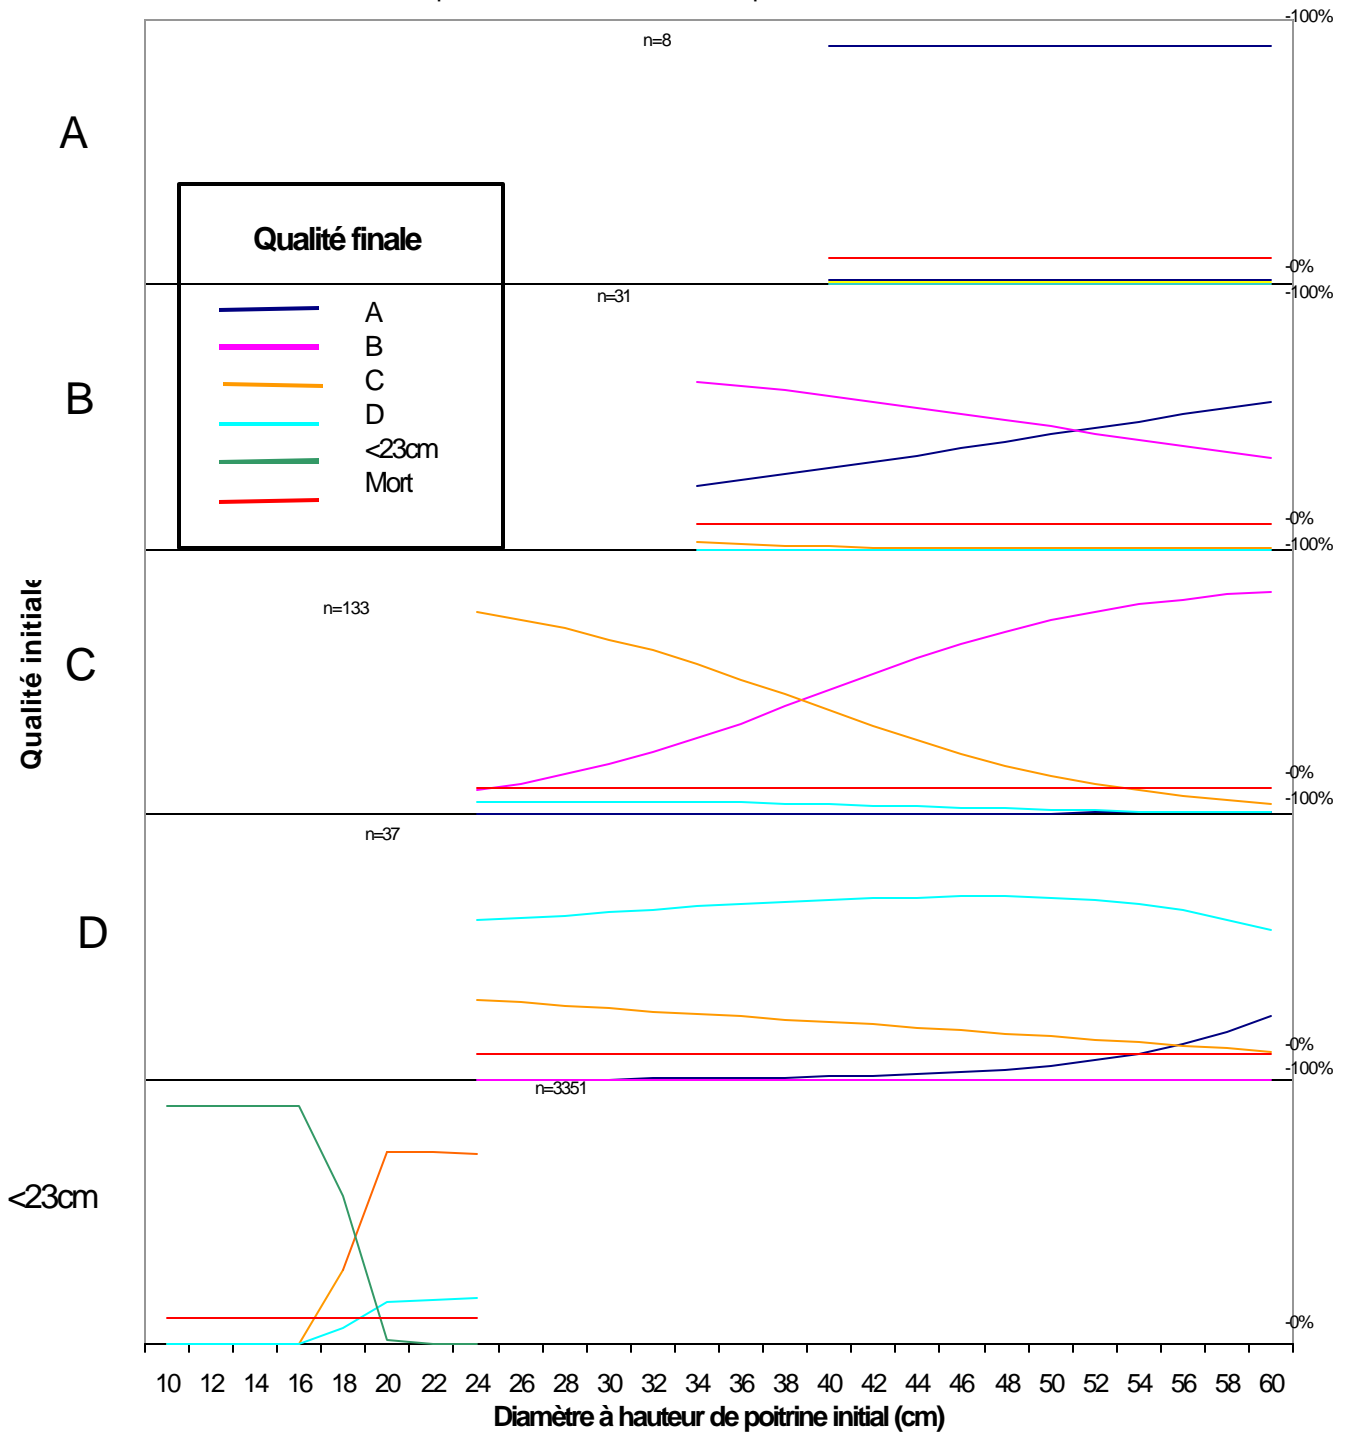 -100%
n=8
A
Qualité finale
-0%
-100%
n=31
A
B
C
D
<23cm
Mort
B
-0%
-100%
n=133
C
Qualité initiale
-0%
-100%
n=37
D
-0%
-100%
n=3351
<23cm
-0%
10 12 14 16 18 20 22 24 26 28 30 32 34 36 38 40 42 44 46 48 50 52 54 56 58 60
Diamètre à hauteur de poitrine initial (cm)